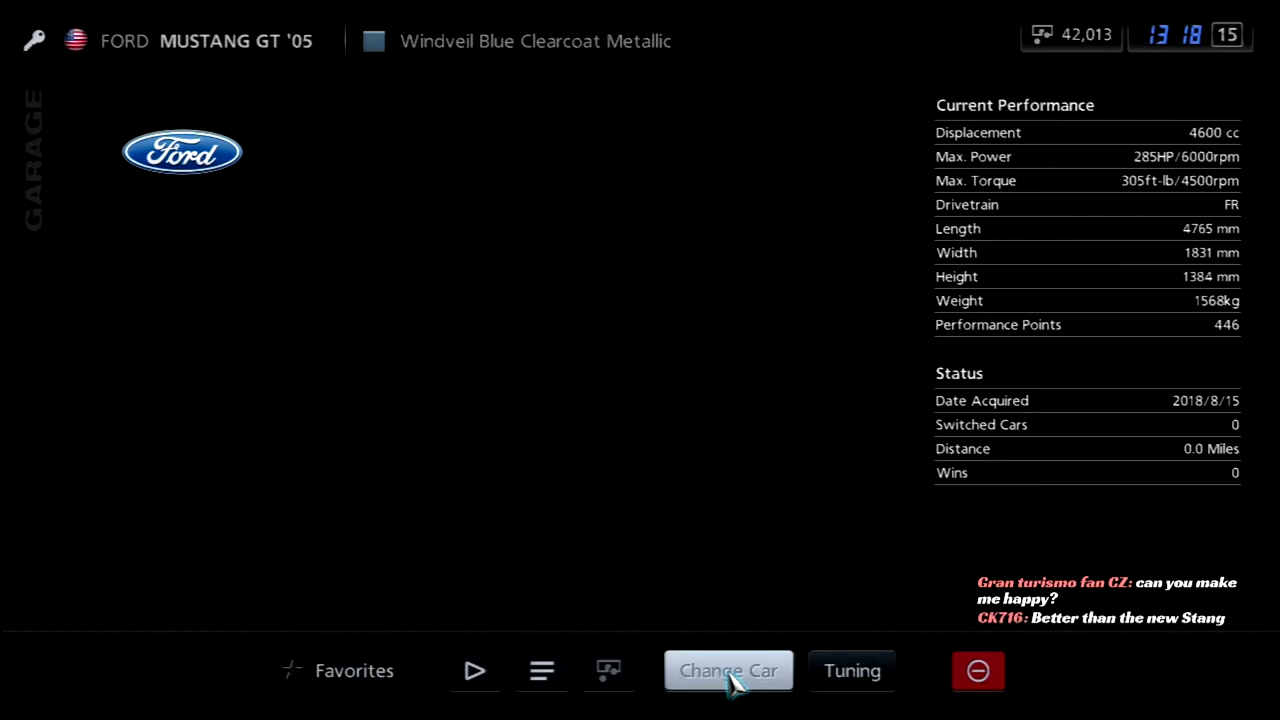 FORD MUSTANG GT '05 Windveil Blue Clearcoat Metallic 42,013 13 18 15
GARAGE
Ford
Current Performance
Displacement 4600 cc
Max. Power 285HP/6000rpm
Max. Torque 305ft-lb/4500rpm
Drivetrain FR
Length 4765 mm
Width 1831 mm
Height 1384 mm
Weight 1568kg
Performance Points 446
Status
Date Acquired 2018/8/15
Switched Cars 0
Distance 0.0 Miles
Wins 0
Gran turismo fan CZ: can you make
me happy?
CK716: Better than the new Stang
Favorites Change Car Tuning